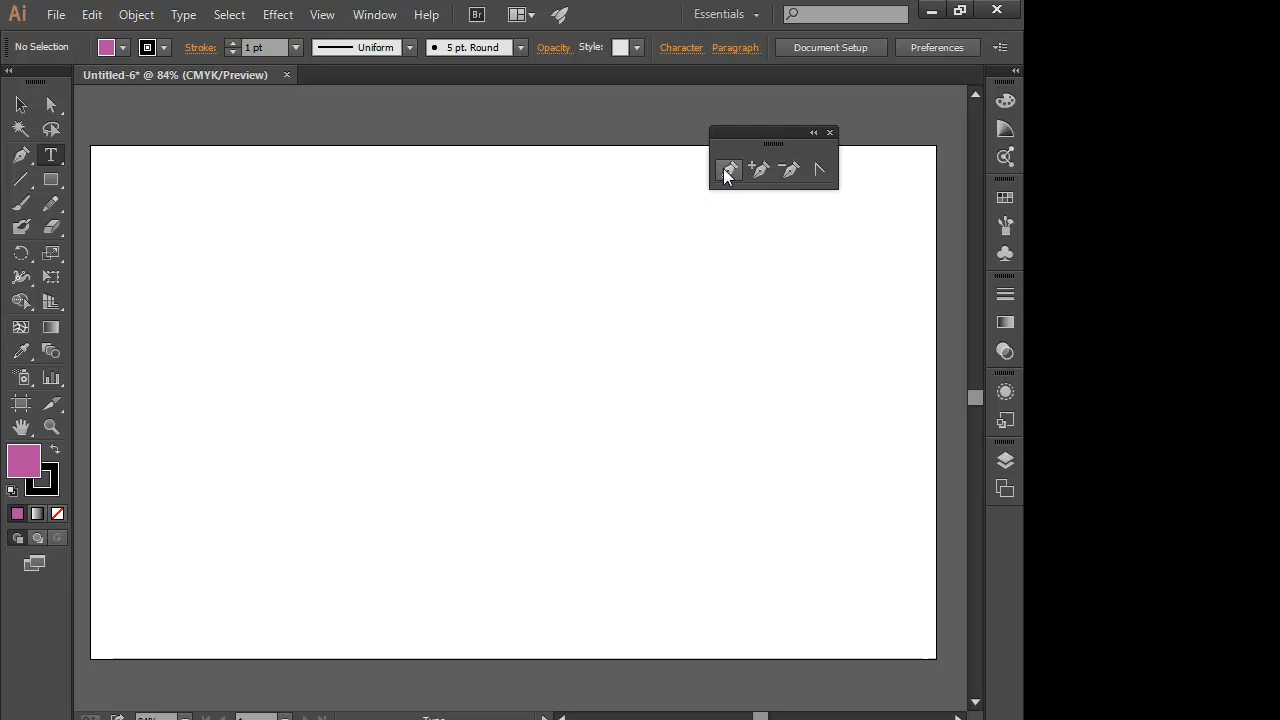 Ai File Edit Object Type Select Effect View Window Help Br Essentials
No Selection Stroke: 1 pt Uniform 5 pt. Round Opacity Style: Character Paragraph Document Setup Preferences
Untitled-6* @ 84% (CMYK/Preview)
T